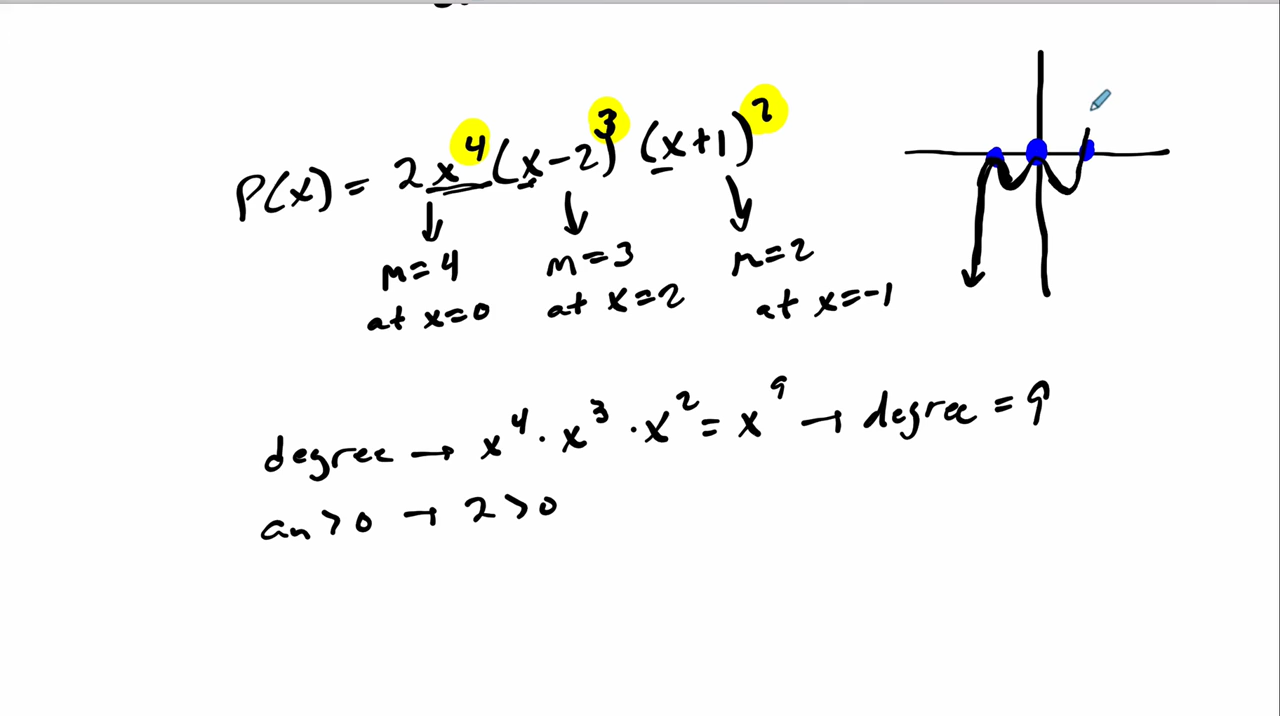 P(x) = 2x⁴(x-2)³(x+1)²
m=4 m=3 m=2
at x=0 at x=2 at x=-1
degree → x⁴ · x³ · x² = x⁹ → degree = 9
an > 0 → 2 > 0